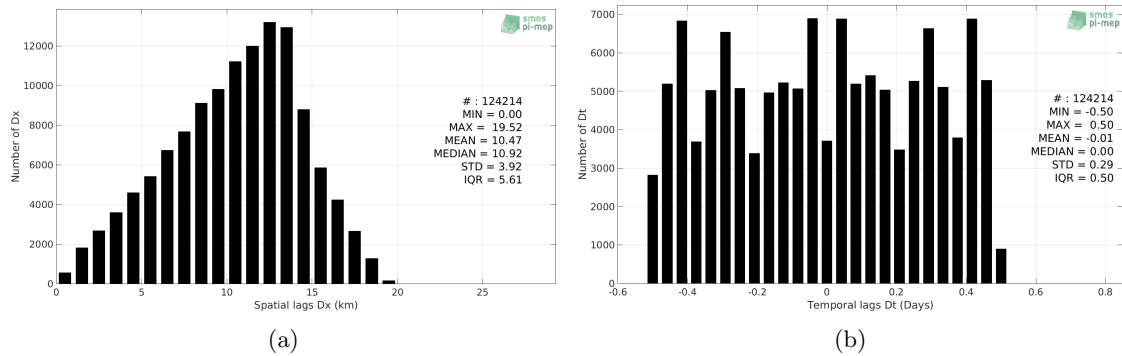 smos
pi-mep
12000
10000
8000
6000
4000
2000
0
Number of Dx
# : 124214
MIN = 0.00
MAX = 19.52
MEAN = 10.47
MEDIAN = 10.92
STD = 3.92
IQR = 5.61
0 5 10 15 20 25
Spatial lags Dx (km)
(a)
smos
pi-mep
7000
6000
5000
4000
3000
2000
1000
0
Number of Dt
# : 124214
MIN = -0.50
MAX = 0.50
MEAN = -0.01
MEDIAN = 0.00
STD = 0.29
IQR = 0.50
-0.6 -0.4 -0.2 0 0.2 0.4 0.6 0.8
Temporal lags Dt (Days)
(b)